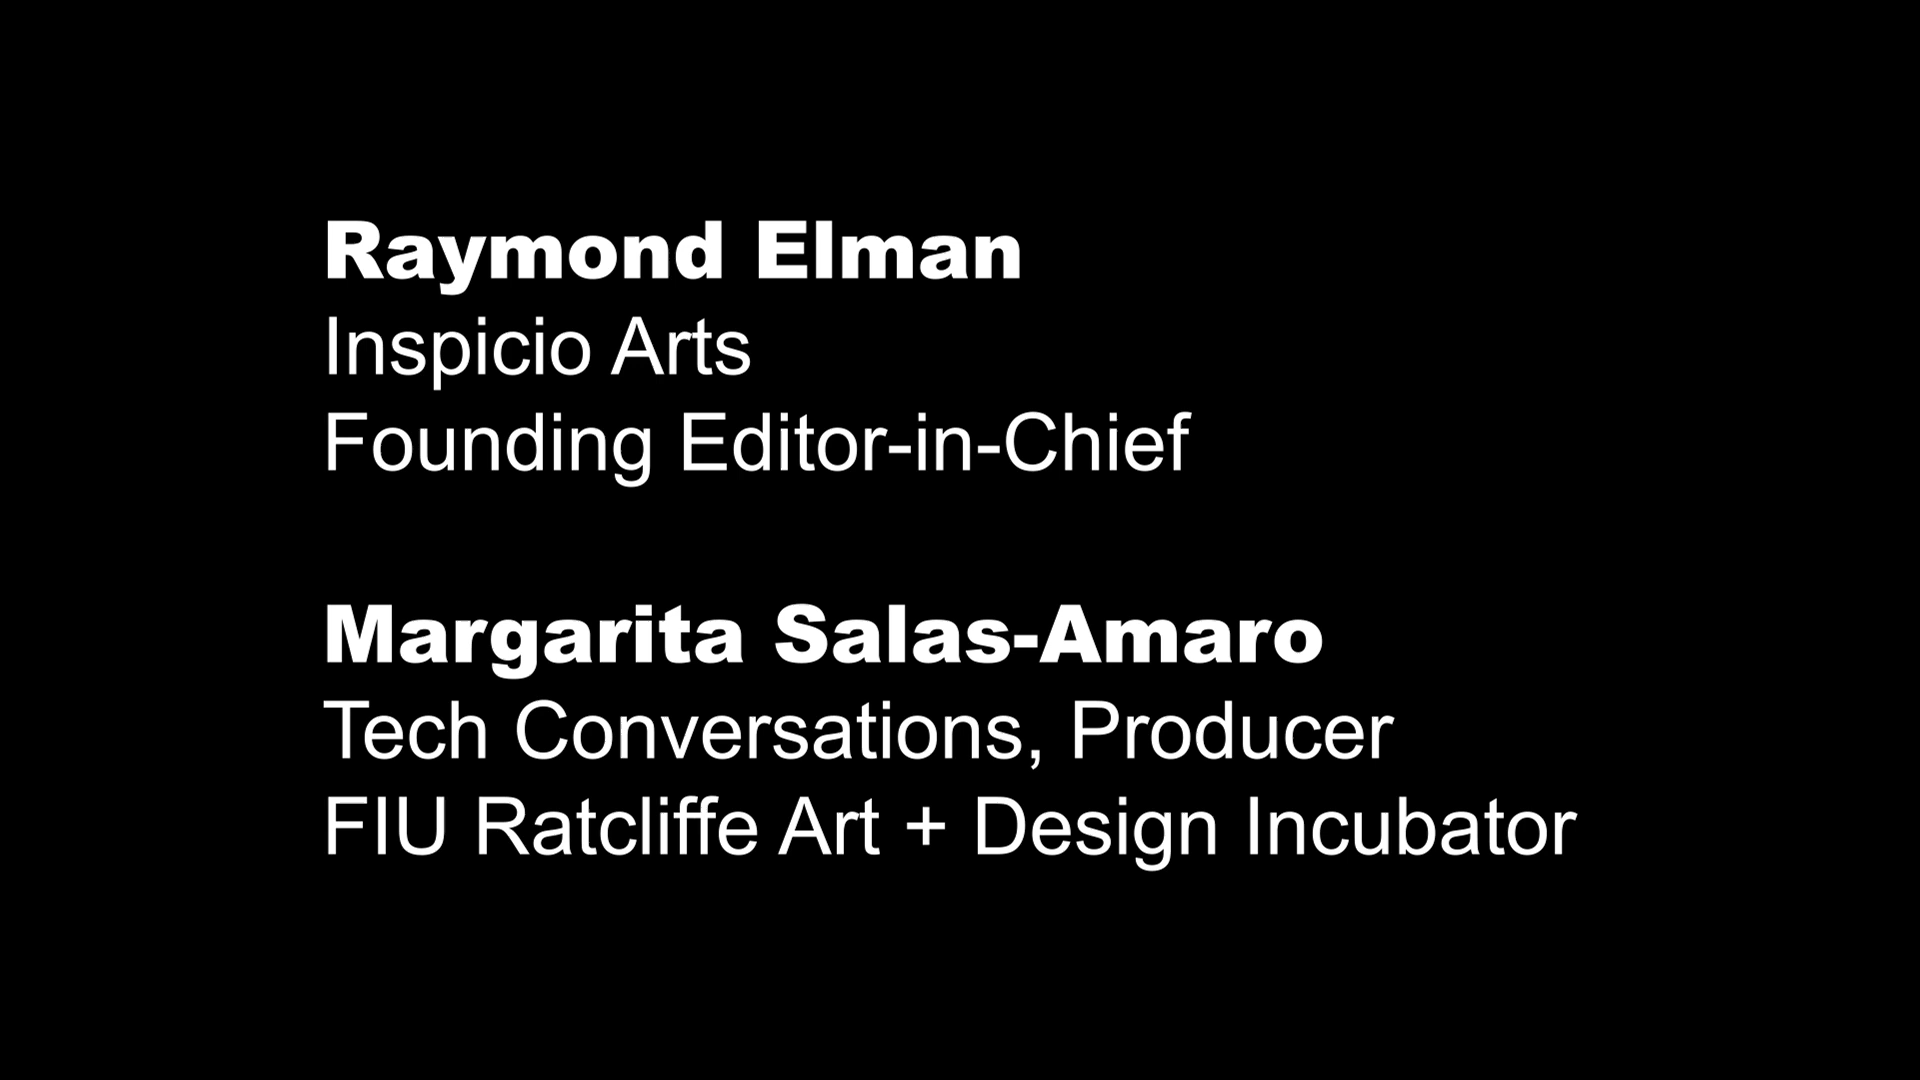 Raymond Elman
Inspicio Arts
Founding Editor-in-Chief
Margarita Salas-Amaro
Tech Conversations, Producer
FIU Ratcliffe Art + Design Incubator